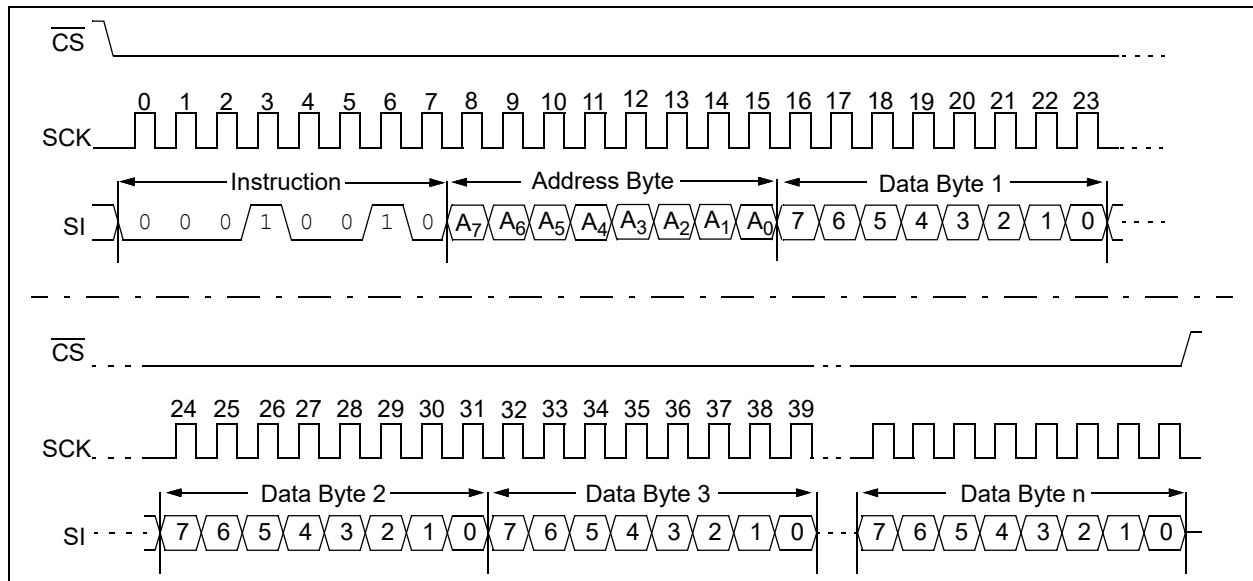 CS
0 1 2 3 4 5 6 7 8 9 10 11 12 13 14 15 16 17 18 19 20 21 22 23
SCK
Instruction Address Byte Data Byte 1
SI 0 0 0 1 0 0 1 0 A7 A6 A5 A4 A3 A2 A1 A0 7 6 5 4 3 2 1 0
CS
24 25 26 27 28 29 30 31 32 33 34 35 36 37 38 39
SCK
Data Byte 2 Data Byte 3 Data Byte n
SI 7 6 5 4 3 2 1 0 7 6 5 4 3 2 1 0 7 6 5 4 3 2 1 0